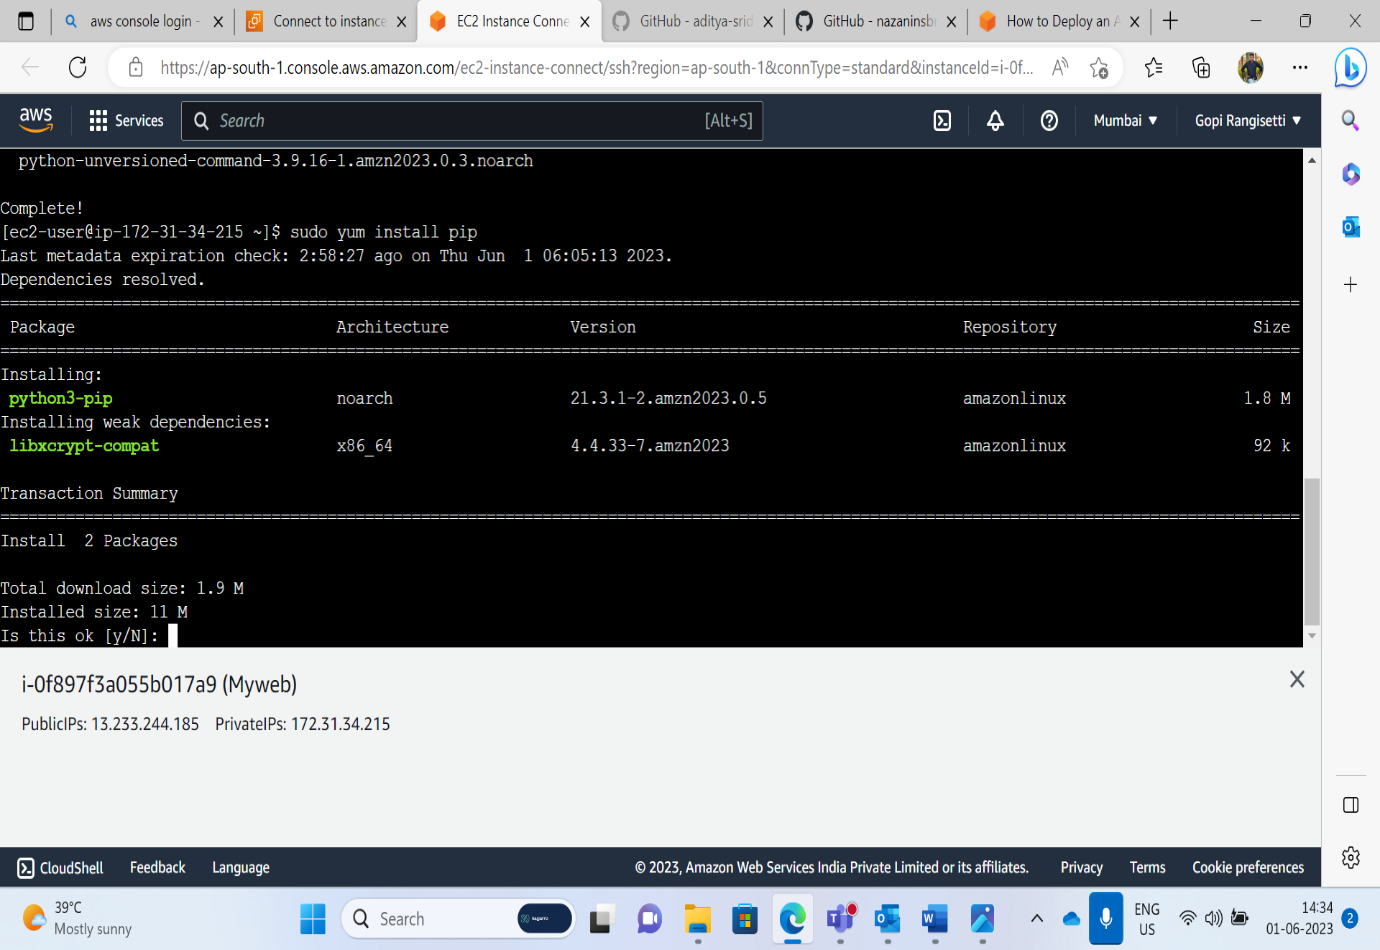 aws console login -
Connect to instance
EC2 Instance Conne
GitHub - aditya-srid
GitHub - nazaninsb
How to Deploy an A
https://ap-south-1.console.aws.amazon.com/ec2-instance-connect/ssh?region=ap-south-1&connType=standard&instanceId=i-0f...
aws
Services
Search
[Alt+S]
Mumbai
Gopi Rangisetti
python-unversioned-command-3.9.16-1.amzn2023.0.3.noarch
Complete!
[ec2-user@ip-172-31-34-215 ~]$ sudo yum install pip
Last metadata expiration check: 2:58:27 ago on Thu Jun  1 06:05:13 2023.
Dependencies resolved.
Package Architecture Version Repository Size
Installing:
python3-pip noarch 21.3.1-2.amzn2023.0.5 amazonlinux 1.8 M
Installing weak dependencies:
libxcrypt-compat x86_64 4.4.33-7.amzn2023 amazonlinux 92 k
Transaction Summary
Install  2 Packages
Total download size: 1.9 M
Installed size: 11 M
Is this ok [y/N]:
i-0f897f3a055b017a9 (Myweb)
PublicIPs: 13.233.244.185 PrivateIPs: 172.31.34.215
CloudShell Feedback Language © 2023, Amazon Web Services India Private Limited or its affiliates. Privacy Terms Cookie preferences
39°C
Mostly sunny
Search
ENG
US
14:34
01-06-2023
2